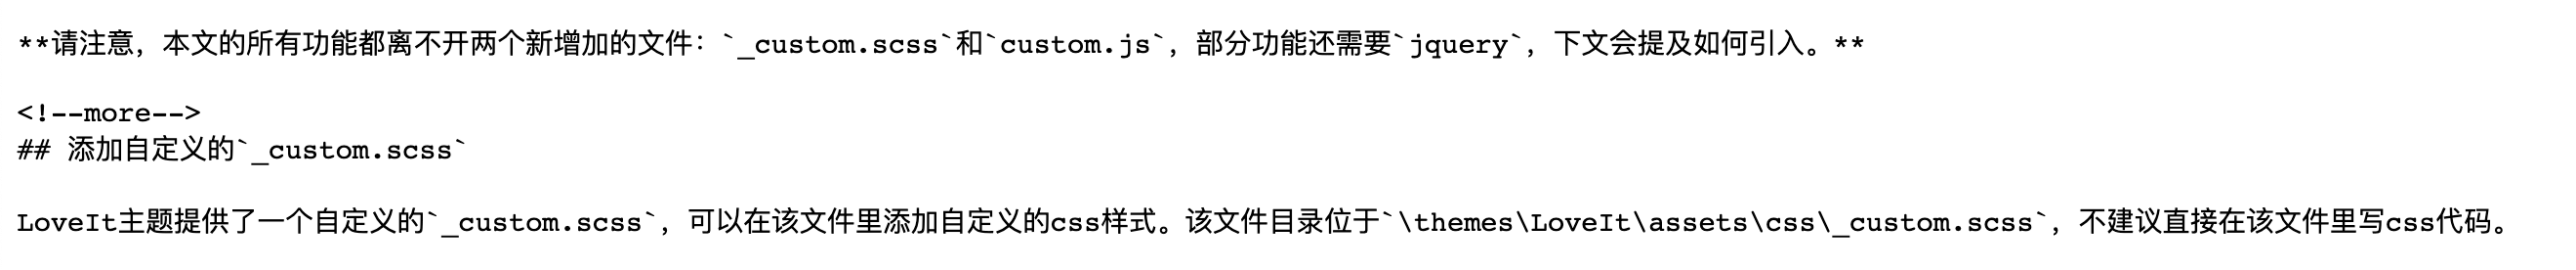 **请注意，本文的所有功能都离不开两个新增加的文件：`_custom.scss`和`custom.js`，部分功能还需要`jquery`，下文会提及如何引入。**
<!--more-->
## 添加自定义的`_custom.scss`
LoveIt主题提供了一个自定义的`_custom.scss`，可以在该文件里添加自定义的css样式。该文件目录位于`\themes\LoveIt\assets\css\_custom.scss`，不建议直接在该文件里写css代码。